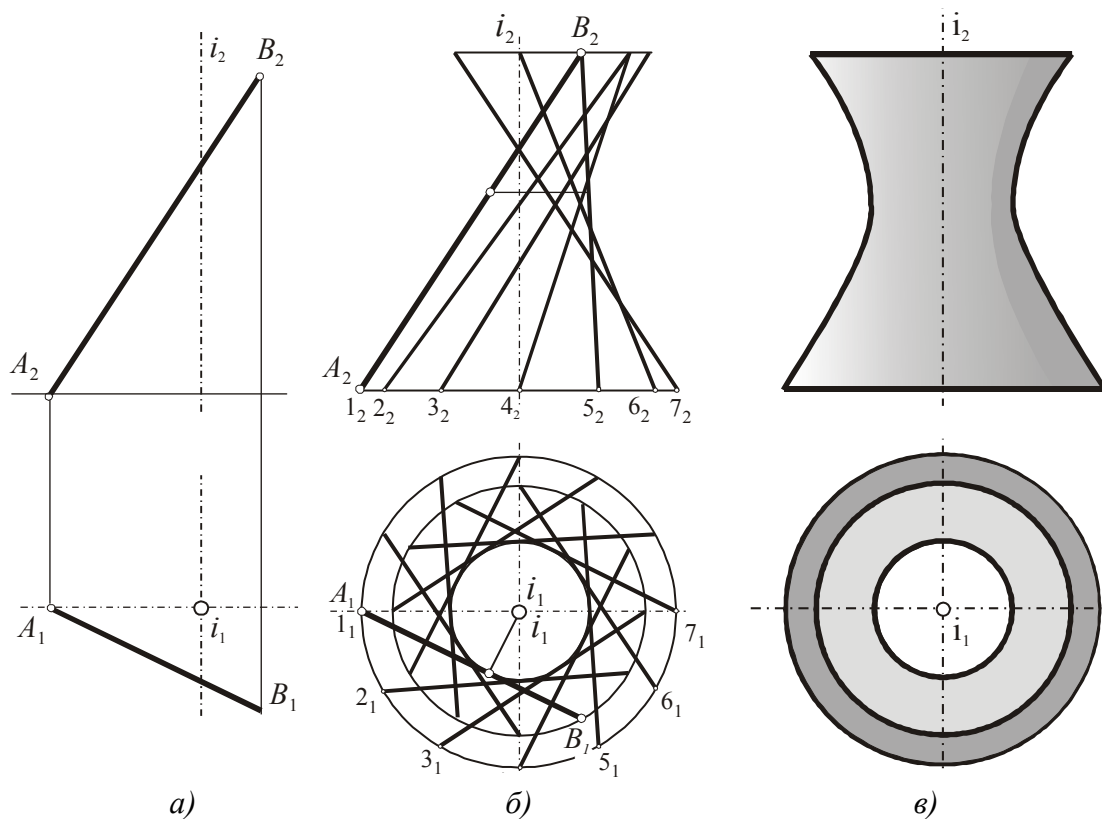 i₂
B₂
A₂
A₁
i₁
B₁
а)
i₂
B₂
A₂
1₂ 2₂ 3₂ 4₂ 5₂ 6₂ 7₂
A₁
1₁
i₁
i₁
7₁
2₁
6₁
3₁
B₁
5₁
б)
i₂
i₁
в)